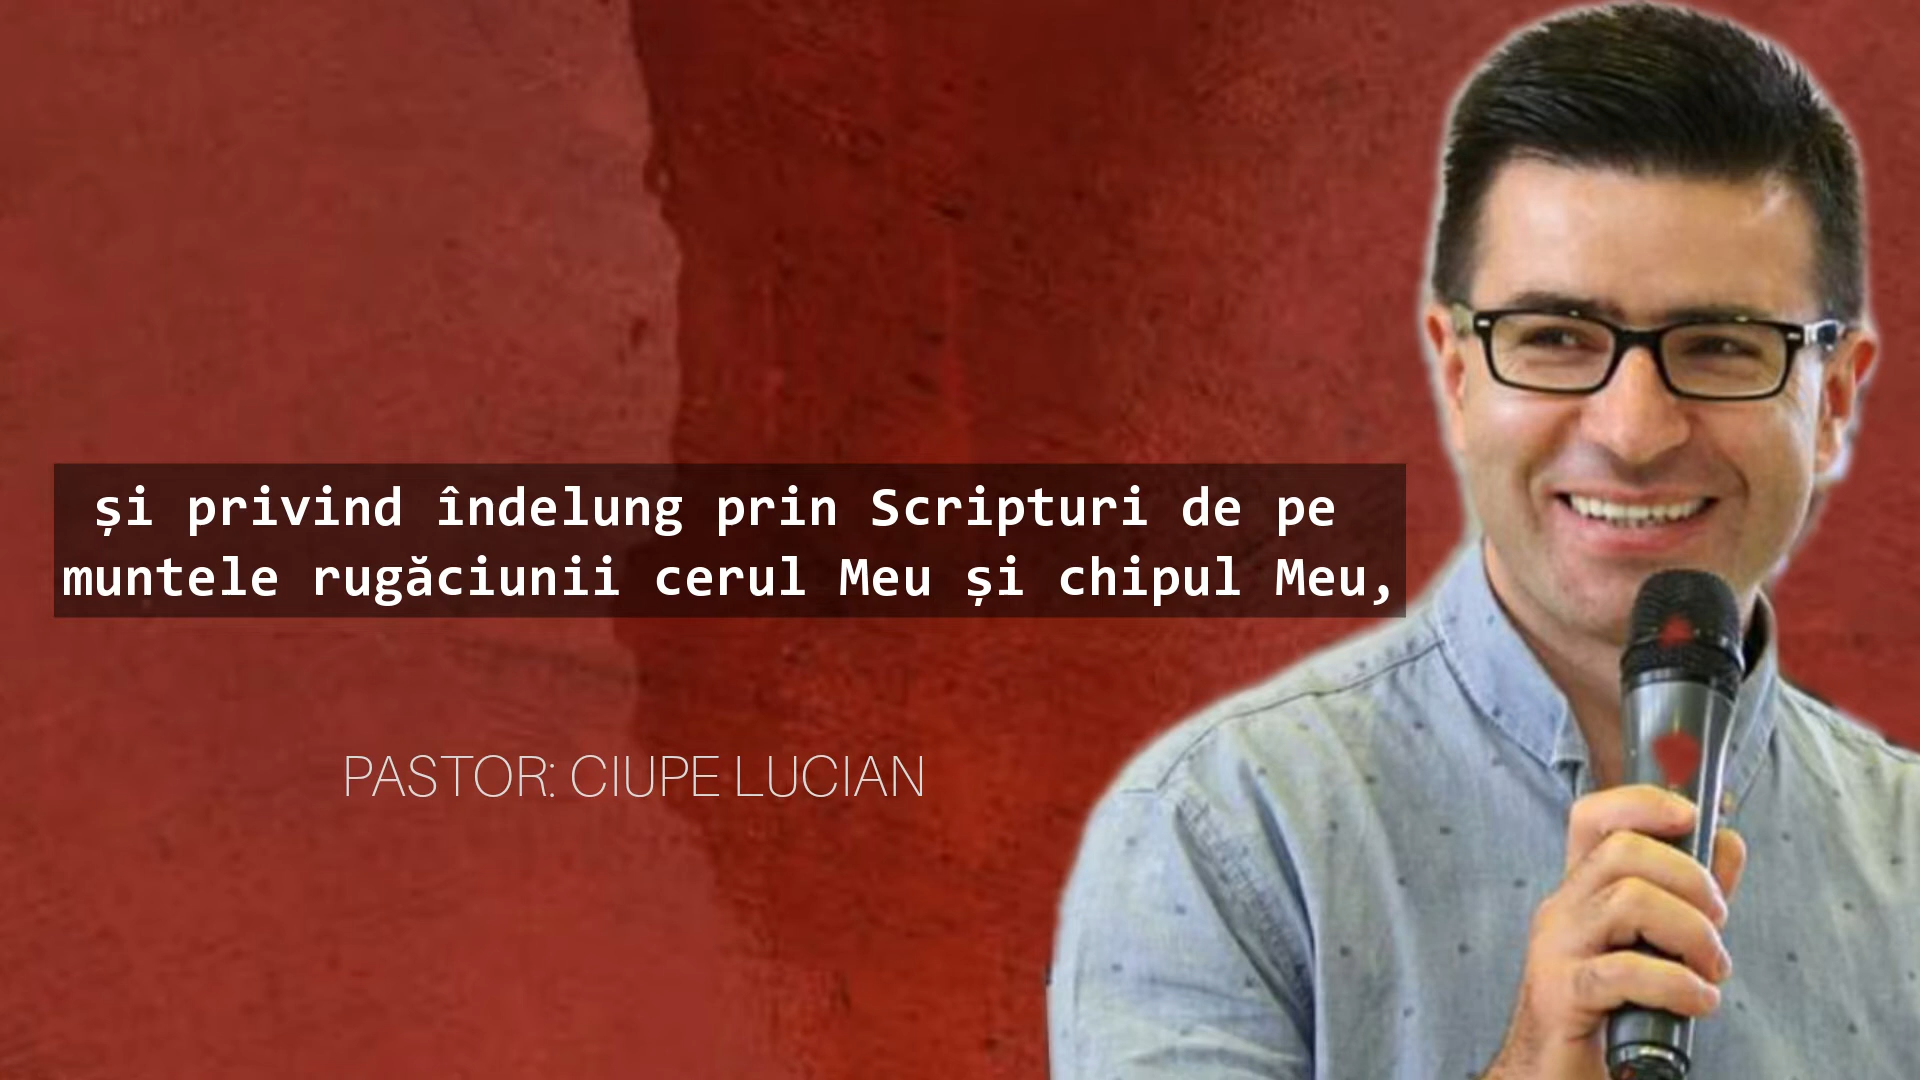 și privind îndelung prin Scripturi de pe
muntele rugăciunii cerul Meu și chipul Meu,
PASTOR: CIUPE LUCIAN